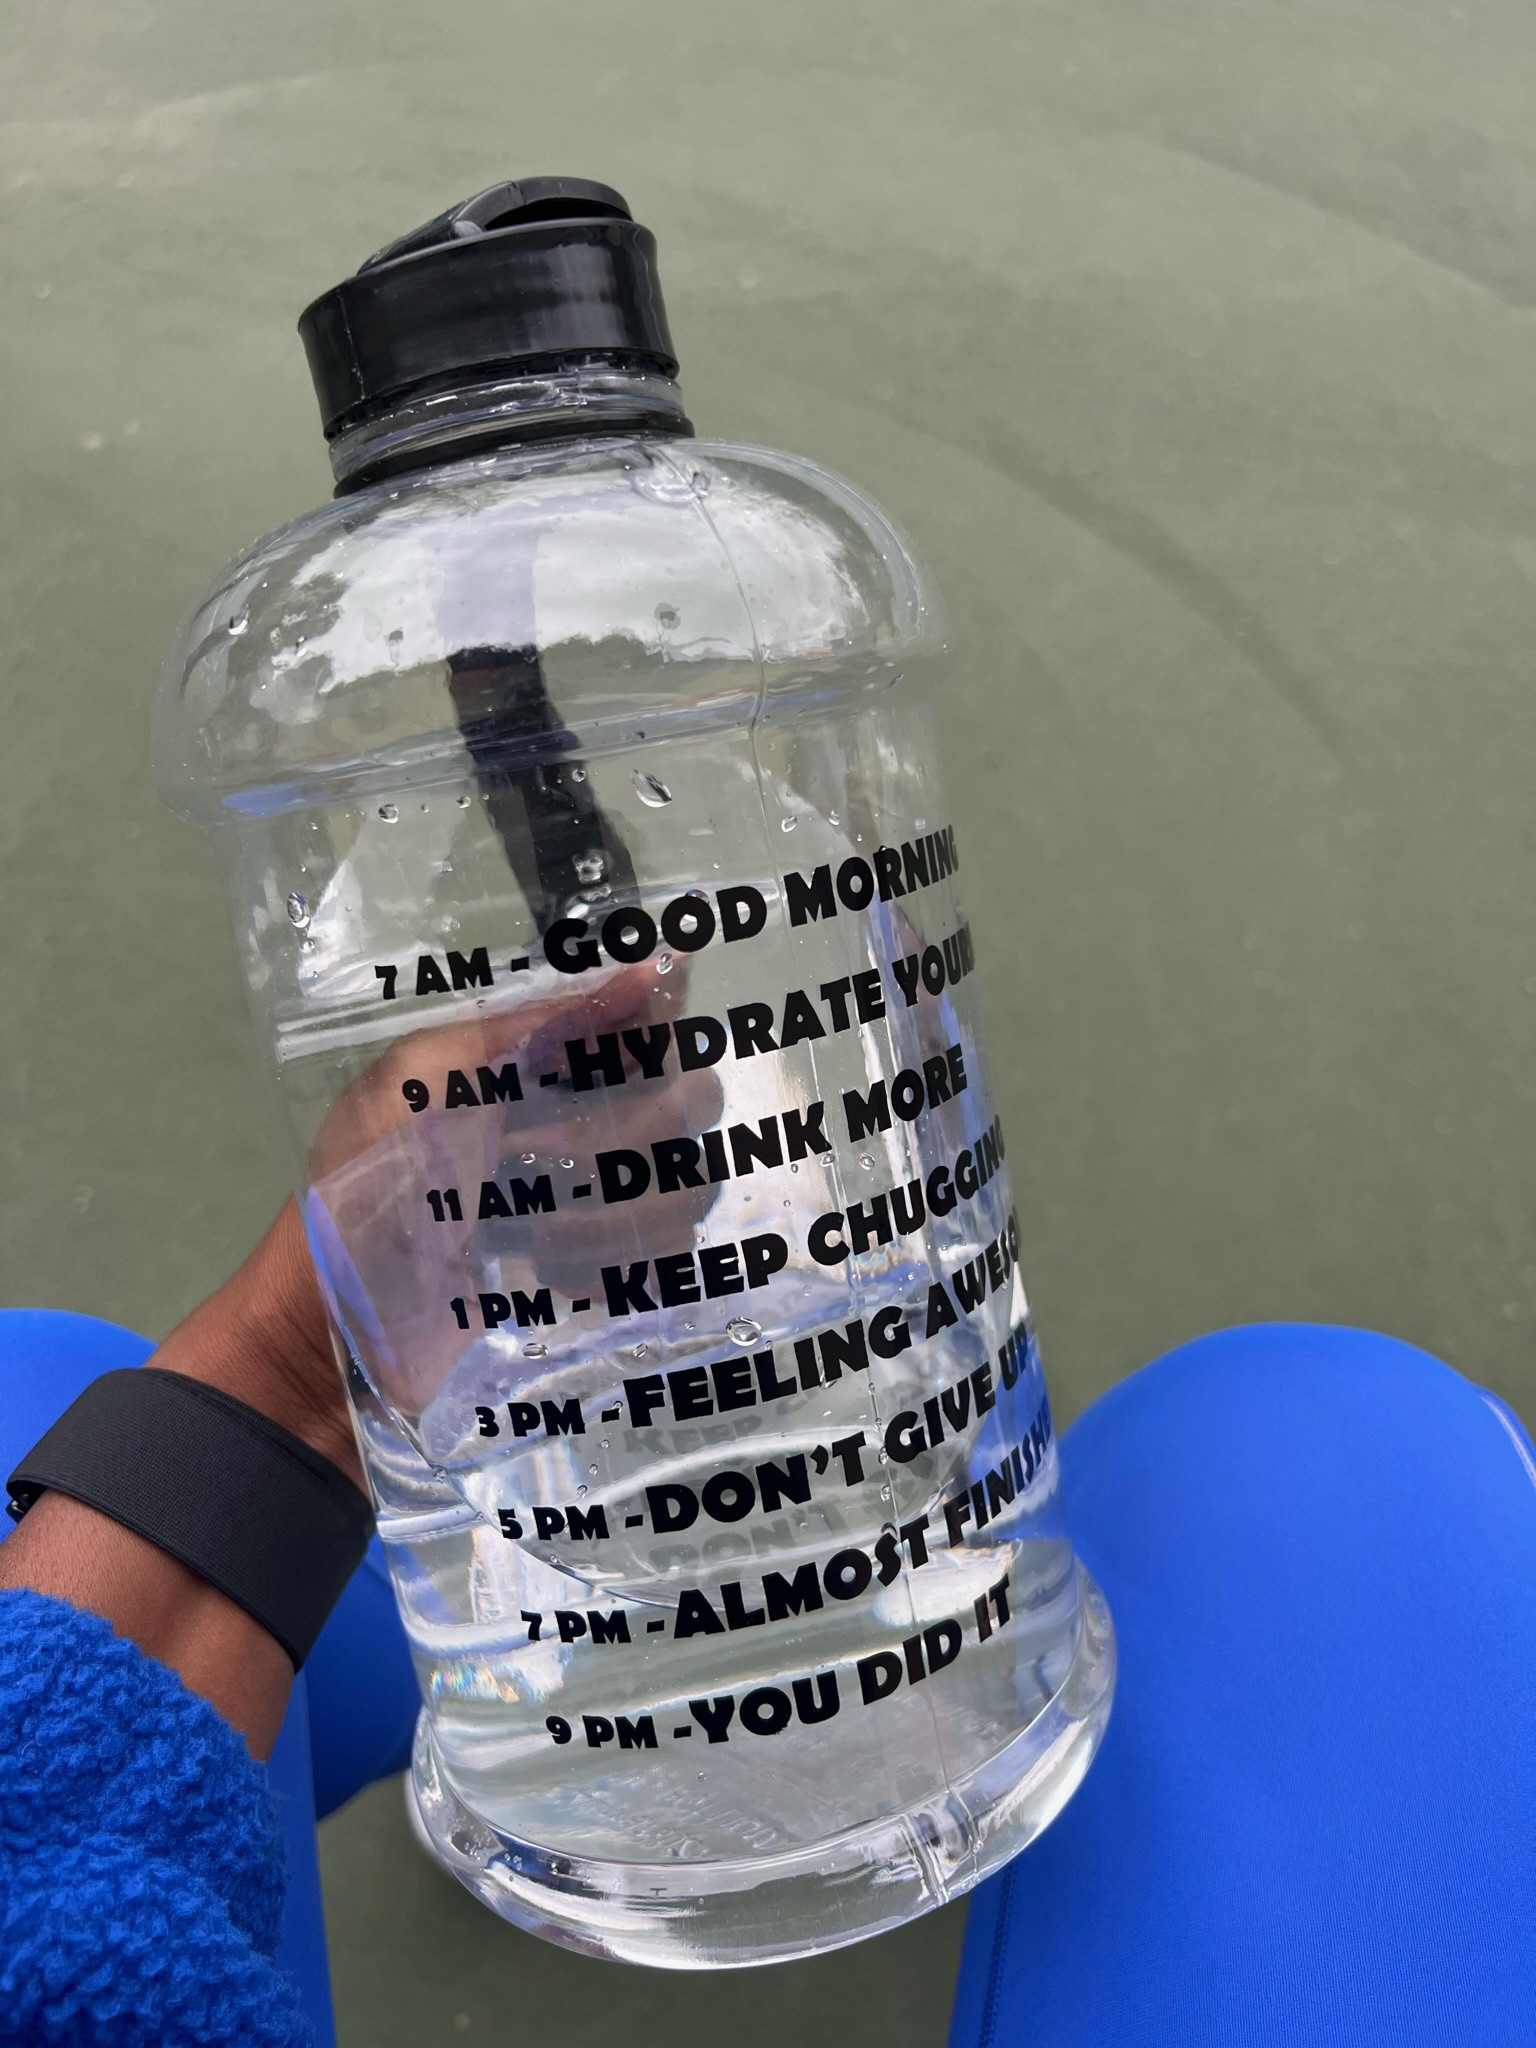 7 AM - GOOD MORNING
9 AM - HYDRATE
11 AM - DRINK MORE
1 PM - KEEP CHUGGING
3 PM - FEELING
5 PM - DON'T GIVE UP
7 PM - ALMOST
9 PM - YOU DID IT